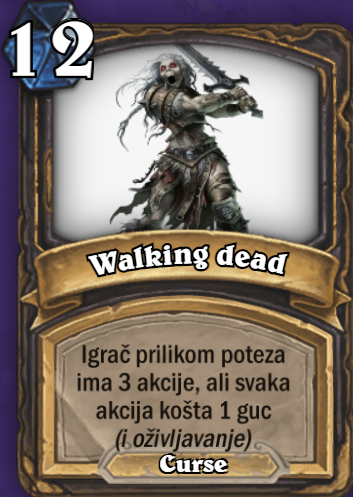 12
Walking dead
Igrač prilikom poteza
ima 3 akcije, ali svaka
akcija košta 1 guc
(i oživljavanje)
Curse